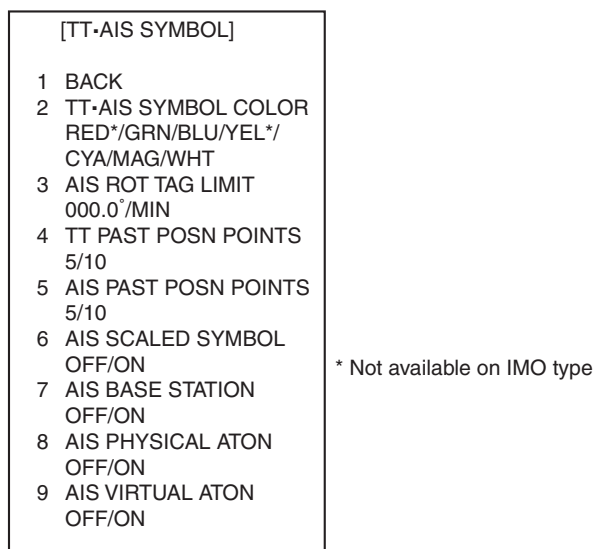 [TT▪AIS SYMBOL]
1 BACK
2 TT▪AIS SYMBOL COLOR
RED*/GRN/BLU/YEL*/
CYA/MAG/WHT
3 AIS ROT TAG LIMIT
000.0°/MIN
4 TT PAST POSN POINTS
5/10
5 AIS PAST POSN POINTS
5/10
6 AIS SCALED SYMBOL
OFF/ON
7 AIS BASE STATION
OFF/ON
8 AIS PHYSICAL ATON
OFF/ON
9 AIS VIRTUAL ATON
OFF/ON
* Not available on IMO type